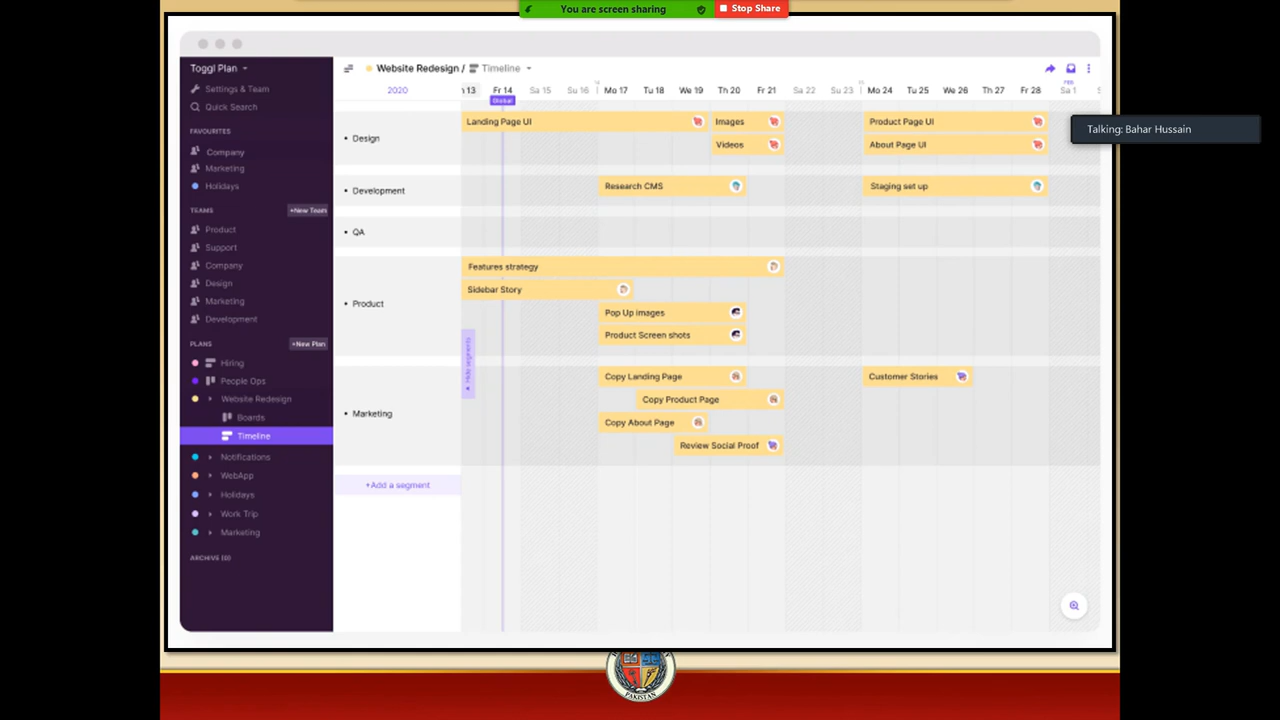 You are screen sharing
Stop Share
Toggl Plan
Settings & Team
Quick Search
FAVOURITES
Company
Marketing
Holidays
TEAMS
+New Team
Product
Support
Company
Design
Marketing
Development
PLANS
+New Plan
Hiring
People Ops
Website Redesign
Boards
Timeline
Notifications
WebApp
Holidays
Work Trip
Marketing
ARCHIVE (0)
Website Redesign / Timeline
2020
13 Fr 14 Sa 15 Su 16 Mo 17 Tu 18 We 19 Th 20 Fr 21 Sa 22 Su 23 Mo 24 Tu 25 We 26 Th 27 Fr 28 Sa 1
FEB
Global
Design
Landing Page UI
Images
Product Page UI
Videos
About Page UI
Development
Research CMS
Staging set up
QA
Product
Features strategy
Sidebar Story
Pop Up images
Product Screen shots
Hide segments
Marketing
Copy Landing Page
Customer Stories
Copy Product Page
Copy About Page
Review Social Proof
+Add a segment
Talking: Bahar Hussain
PAKISTAN